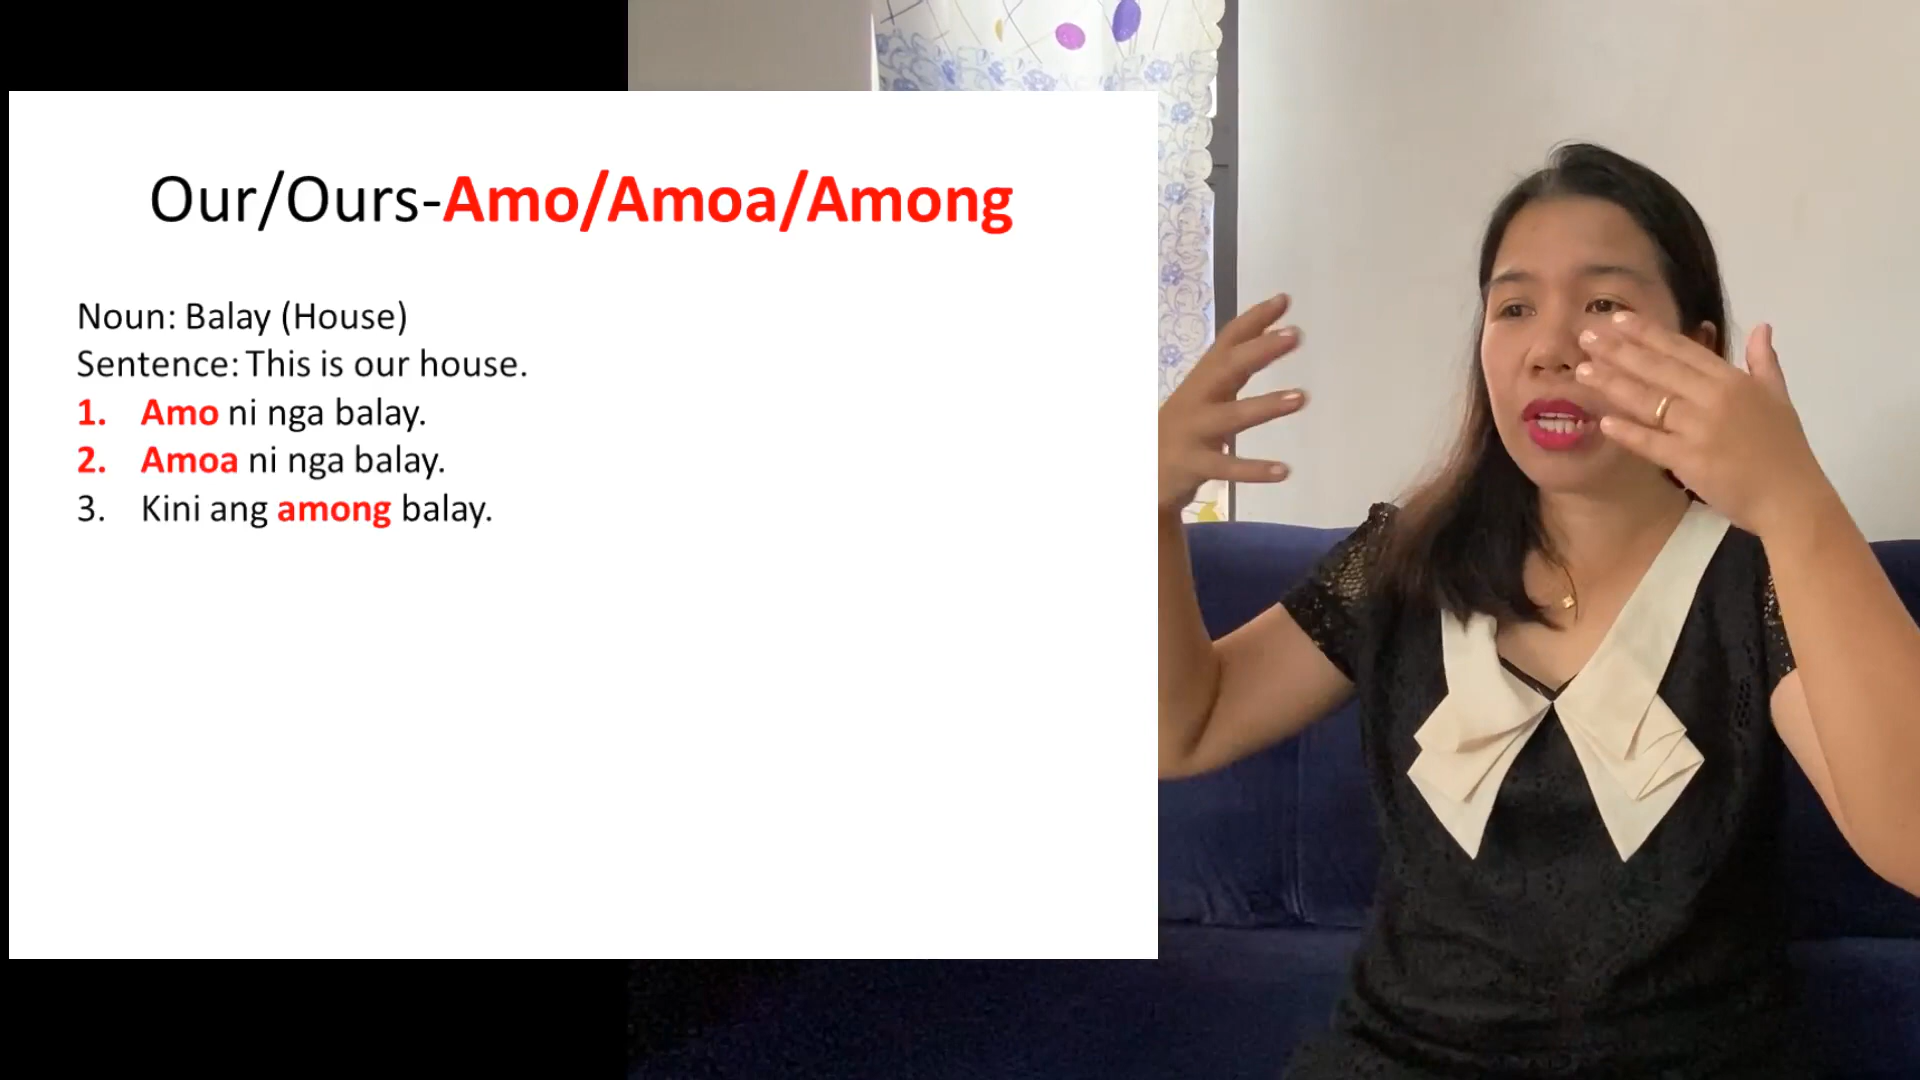 Our/Ours-Amo/Amoa/Among
Noun: Balay (House)
Sentence: This is our house.
1. Amo ni nga balay.
2. Amoa ni nga balay.
3. Kini ang among balay.